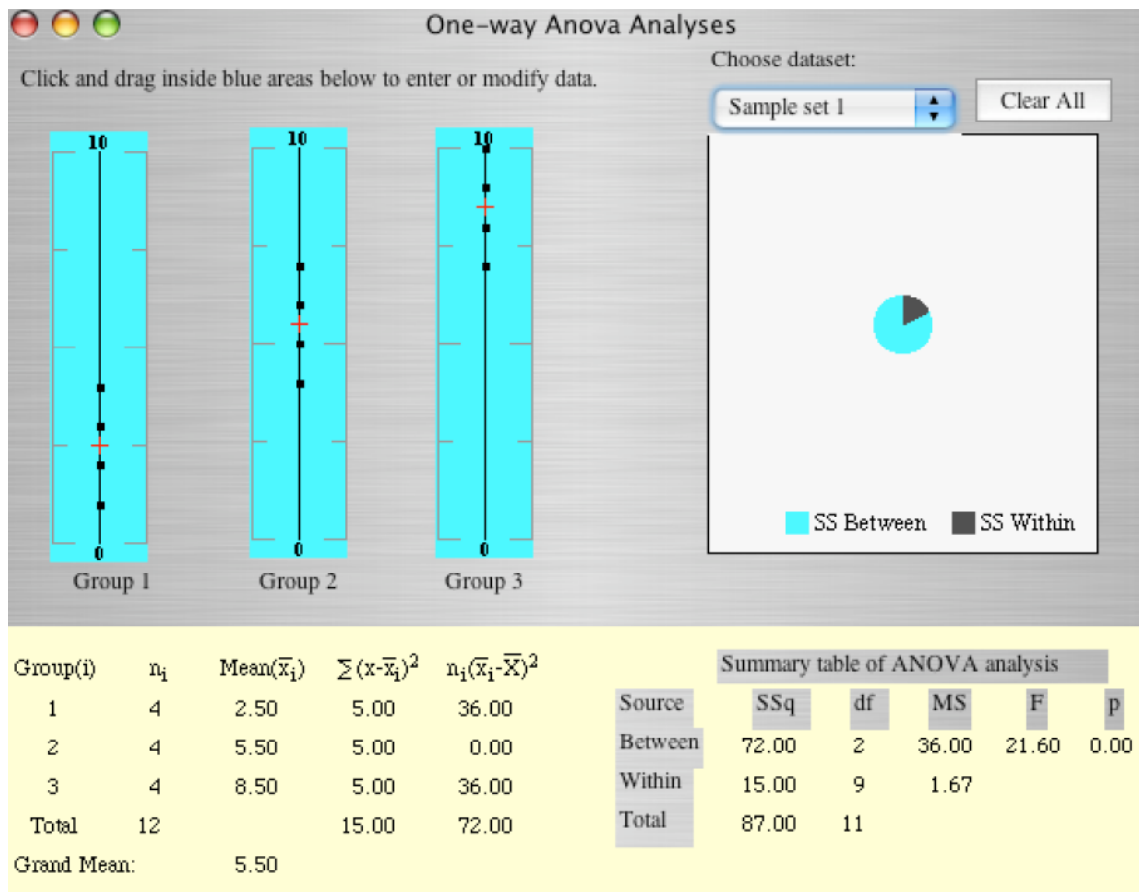 One-way Anova Analyses
Click and drag inside blue areas below to enter or modify data.
Choose dataset:
Sample set 1
Clear All
10 10 10
0 0 0
Group 1 Group 2 Group 3
SS Between SS Within
Group(i) nᵢ Mean(x̅ᵢ) ∑(x-x̅ᵢ)² nᵢ(x̅ᵢ-X̅)²
1 4 2.50 5.00 36.00
2 4 5.50 5.00 0.00
3 4 8.50 5.00 36.00
Total 12 15.00 72.00
Grand Mean: 5.50
Summary table of ANOVA analysis
Source SSq df MS F p
Between 72.00 2 36.00 21.60 0.00
Within 15.00 9 1.67
Total 87.00 11